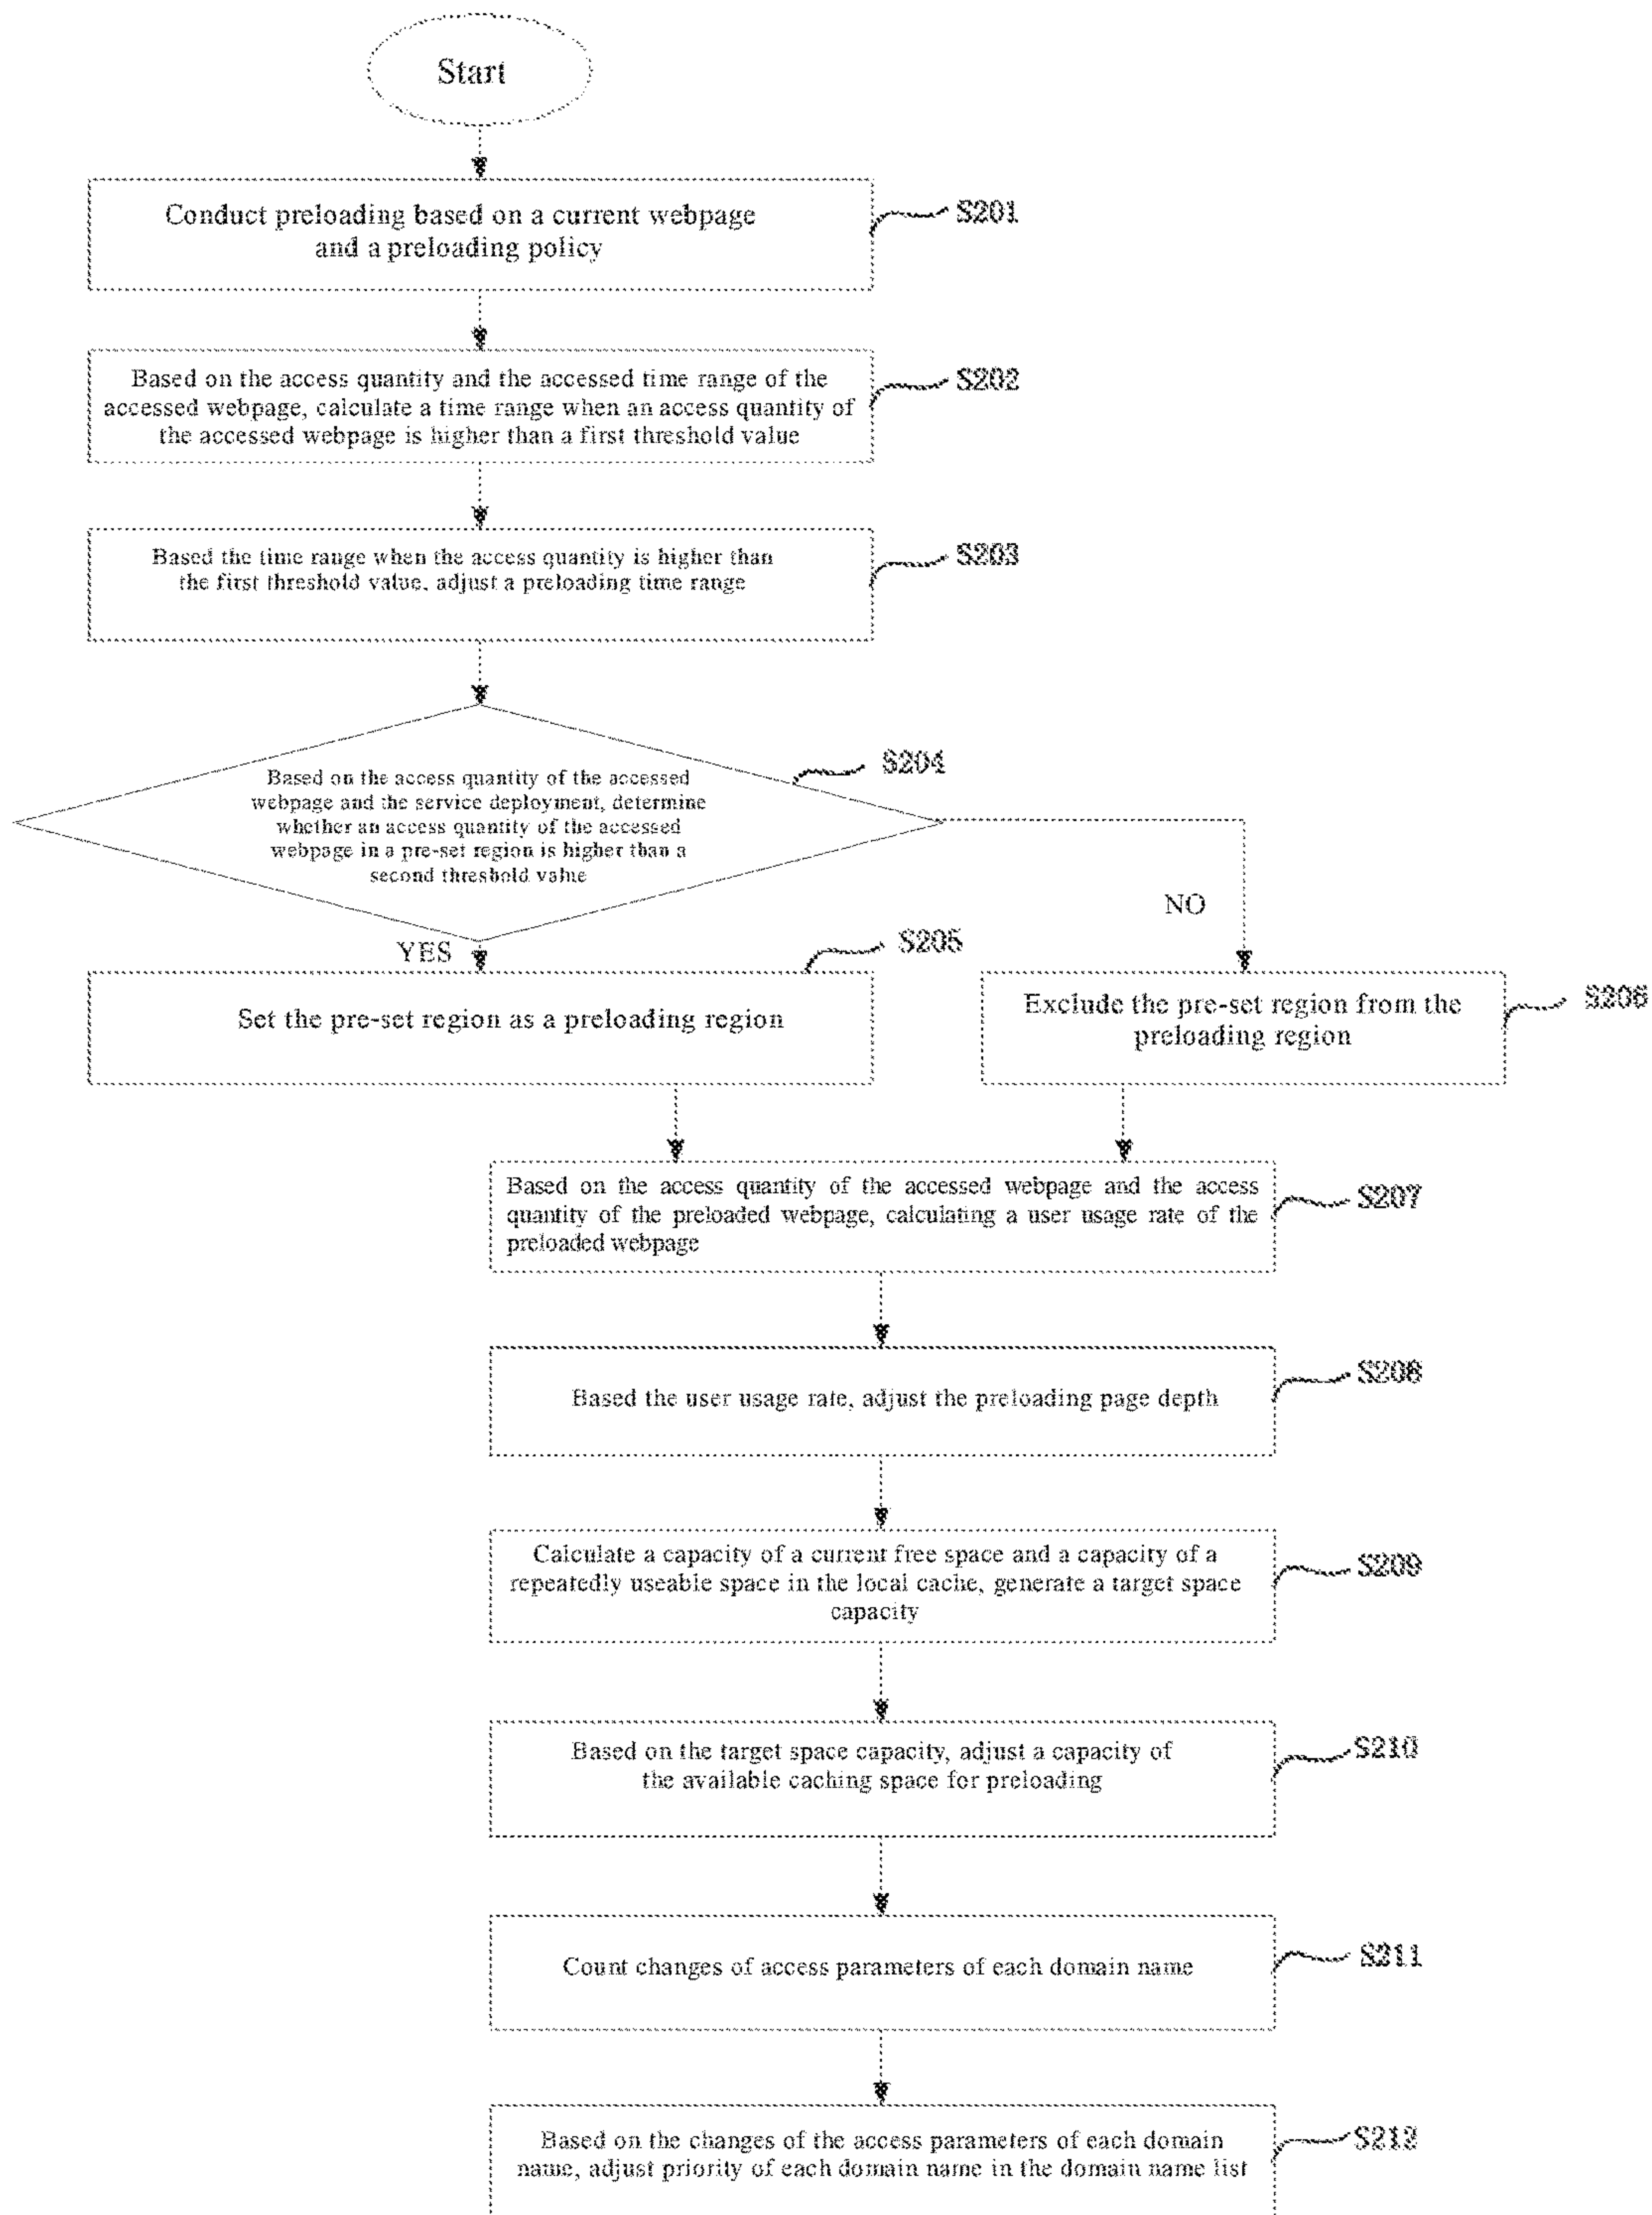 Start
Conduct preloading based on a current webpage
and a preloading policy
S201
Based on the access quantity and the accessed time range of the
accessed webpage, calculate a time range when an access quantity of
the accessed webpage is higher than a first threshold value
S202
Based the time range when the access quantity is higher than
the first threshold value, adjust a preloading time range
S203
Based on the access quantity of the accessed
webpage and the service deployment, determine
whether an access quantity of the accessed
webpage in a pre-set region is higher than a
second threshold value
S204
NO
YES
S205
Set the pre-set region as a preloading region
Exclude the pre-set region from the
preloading region
S206
Based on the access quantity of the accessed webpage and the access
quantity of the preloaded webpage, calculating a user usage rate of the
preloaded webpage
S207
Based the user usage rate, adjust the preloading page depth
S208
Calculate a capacity of a current free space and a capacity of a
repeatedly useable space in the local cache, generate a target space
capacity
S209
Based on the target space capacity, adjust a capacity of
the available caching space for preloading
S210
Count changes of access parameters of each domain name
S211
Based on the changes of the access parameters of each domain
name, adjust priority of each domain name in the domain name list
S212